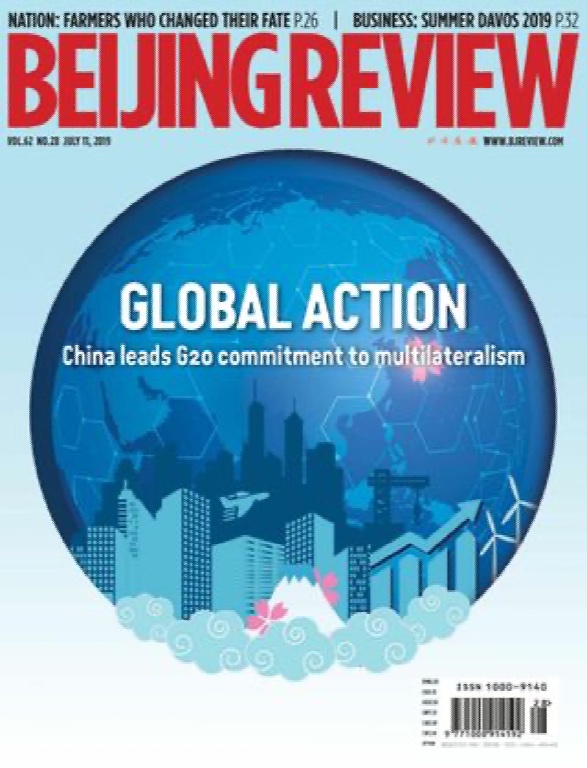 NATION: FARMERS WHO CHANGED THEIR FATE P.26 | BUSINESS: SUMMER DAVOS 2019 P.32
BEIJING REVIEW
VOL.62 NO.28 JULY 11, 2019
WWW.BJREVIEW.COM
GLOBAL ACTION
China leads G20 commitment to multilateralism
ISSN 1000-9140
28>